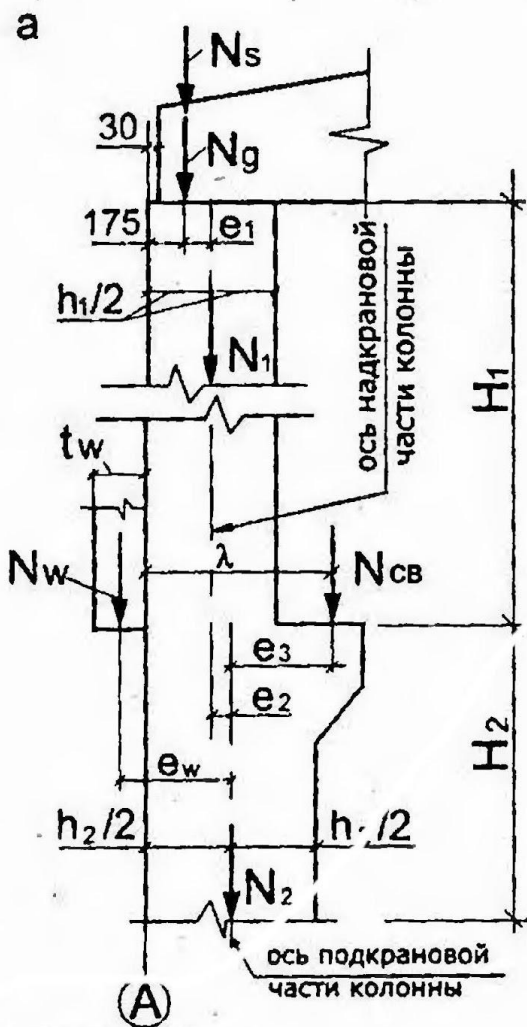 а
Ns
30
Ng
175
e1
h1/2
N1
ось надкрановой
части колонны
H1
tw
λ
Nw
Nсв
e3
e2
ew
H2
h2/2
/2
N2
ось подкрановой
части колонны
А